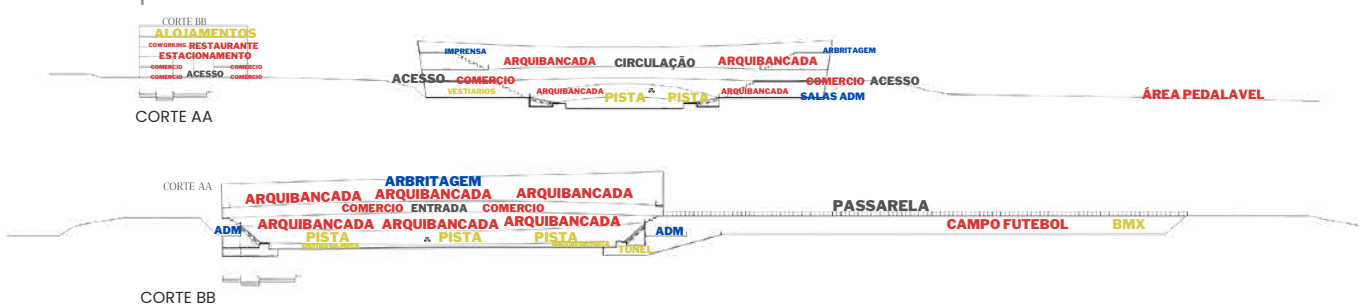 CORTE BB
ALOJAMENTOS
COWORKING RESTAURANTE
ESTACIONAMENTO
COMERCIO COMERCIO
COMERCIO ACESSO COMERCIO
CORTE AA
IMPRENSA ARBRITAGEM
ARQUIBANCADA CIRCULAÇÃO ARQUIBANCADA
ACESSO COMERCIO COMERCIO ACESSO
VESTIARIOS ARQUIBANCADA PISTA PISTA ARQUIBANCADA SALAS ADM
ÁREA PEDALAVEL
CORTE AA
ARBRITAGEM
ARQUIBANCADA ARQUIBANCADA ARQUIBANCADA
COMERCIO ENTRADA COMERCIO
PASSARELA
ARQUIBANCADA ARQUIBANCADA ARQUIBANCADA
ADM PISTA PISTA PISTA ADM
CAMPO FUTEBOL BMX
TUNEL
CORTE BB